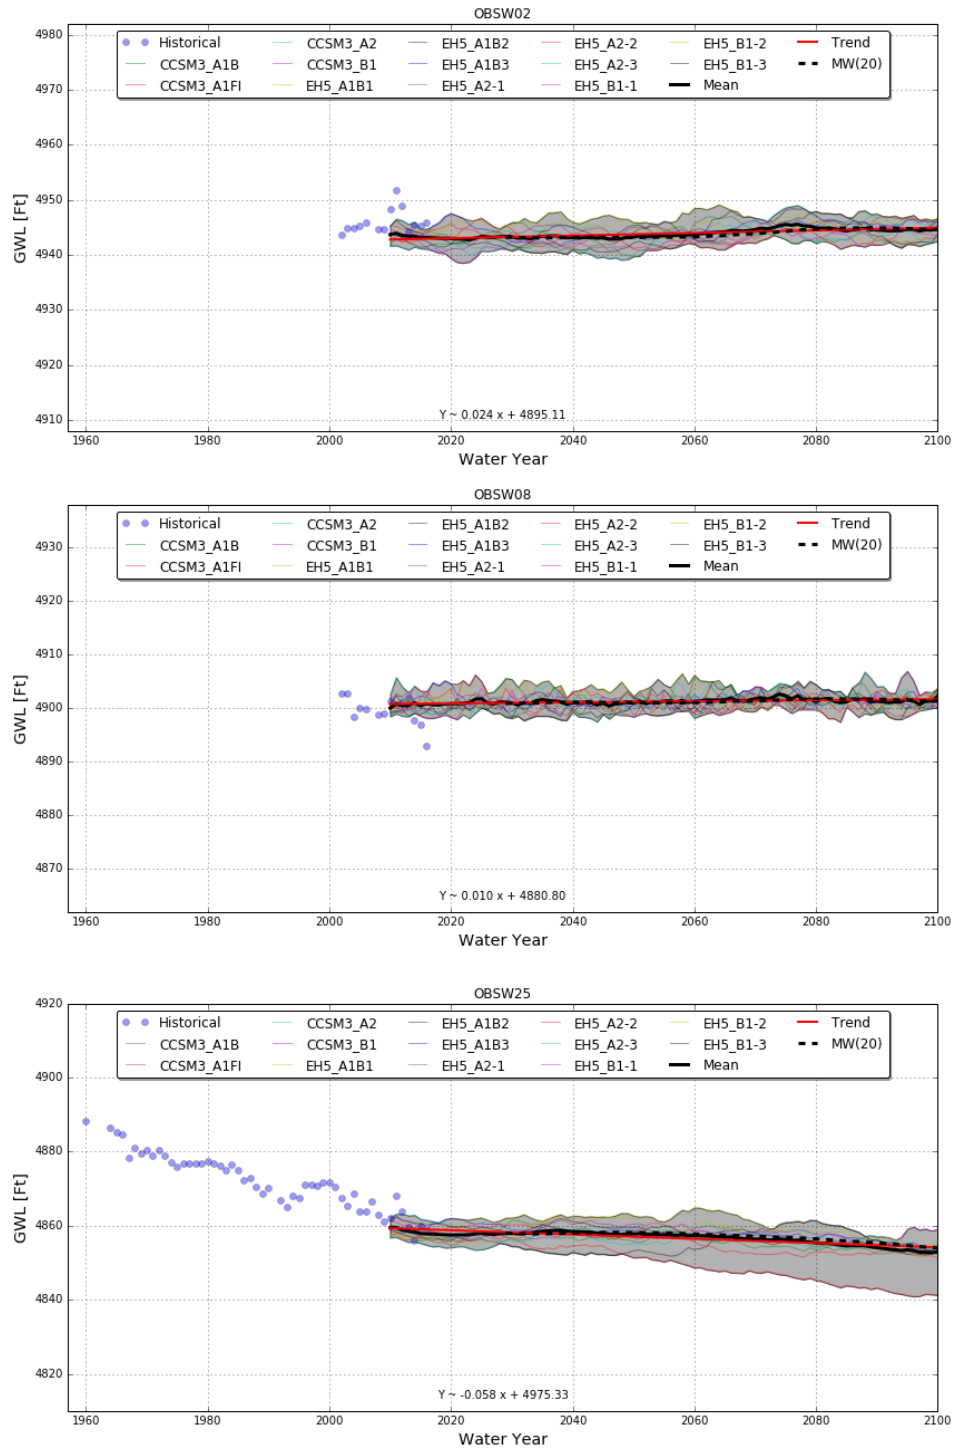 OBSW02
4980
4970
4960
4950
4940
4930
4920
4910
GWL [Ft]
Historical CCSM3_A2 EH5_A1B2 EH5_A2-2 EH5_B1-2 Trend
CCSM3_A1B CCSM3_B1 EH5_A1B3 EH5_A2-3 EH5_B1-3 MW(20)
CCSM3_A1FI EH5_A1B1 EH5_A2-1 EH5_B1-1 Mean
Y ~ 0.024 x + 4895.11
1960 1980 2000 2020 2040 2060 2080 2100
Water Year
OBSW08
4930
4920
4910
4900
4890
4880
4870
GWL [Ft]
Historical CCSM3_A2 EH5_A1B2 EH5_A2-2 EH5_B1-2 Trend
CCSM3_A1B CCSM3_B1 EH5_A1B3 EH5_A2-3 EH5_B1-3 MW(20)
CCSM3_A1FI EH5_A1B1 EH5_A2-1 EH5_B1-1 Mean
Y ~ 0.010 x + 4880.80
1960 1980 2000 2020 2040 2060 2080 2100
Water Year
OBSW25
4920
4900
4880
4860
4840
4820
GWL [Ft]
Historical CCSM3_A2 EH5_A1B2 EH5_A2-2 EH5_B1-2 Trend
CCSM3_A1B CCSM3_B1 EH5_A1B3 EH5_A2-3 EH5_B1-3 MW(20)
CCSM3_A1FI EH5_A1B1 EH5_A2-1 EH5_B1-1 Mean
Y ~ -0.058 x + 4975.33
1960 1980 2000 2020 2040 2060 2080 2100
Water Year